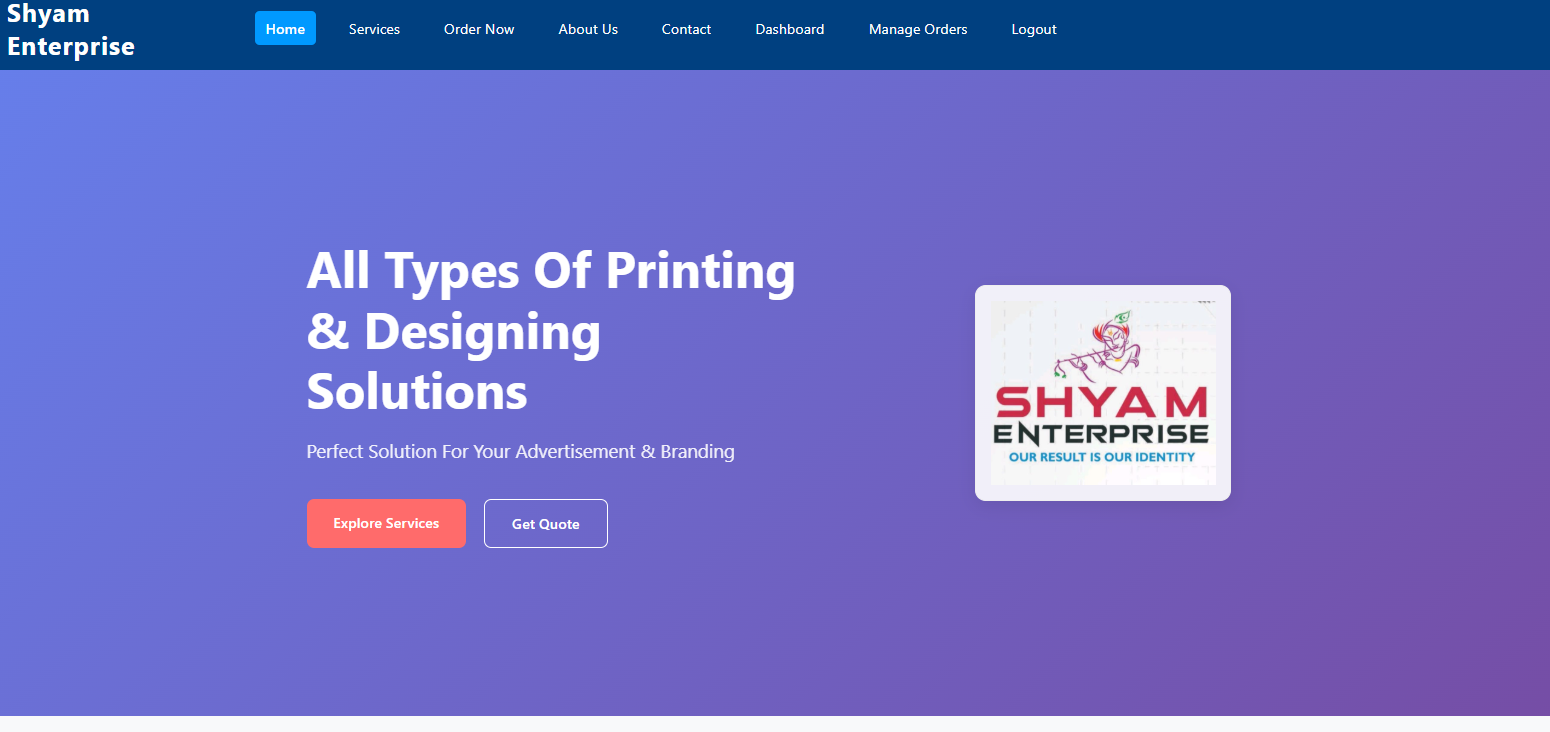 Shyam
Enterprise
Home Services Order Now About Us Contact Dashboard Manage Orders Logout
All Types Of Printing
& Designing
Solutions
Perfect Solution For Your Advertisement & Branding
Explore Services Get Quote
SHYAM
ENTERPRISE
OUR RESULT IS OUR IDENTITY